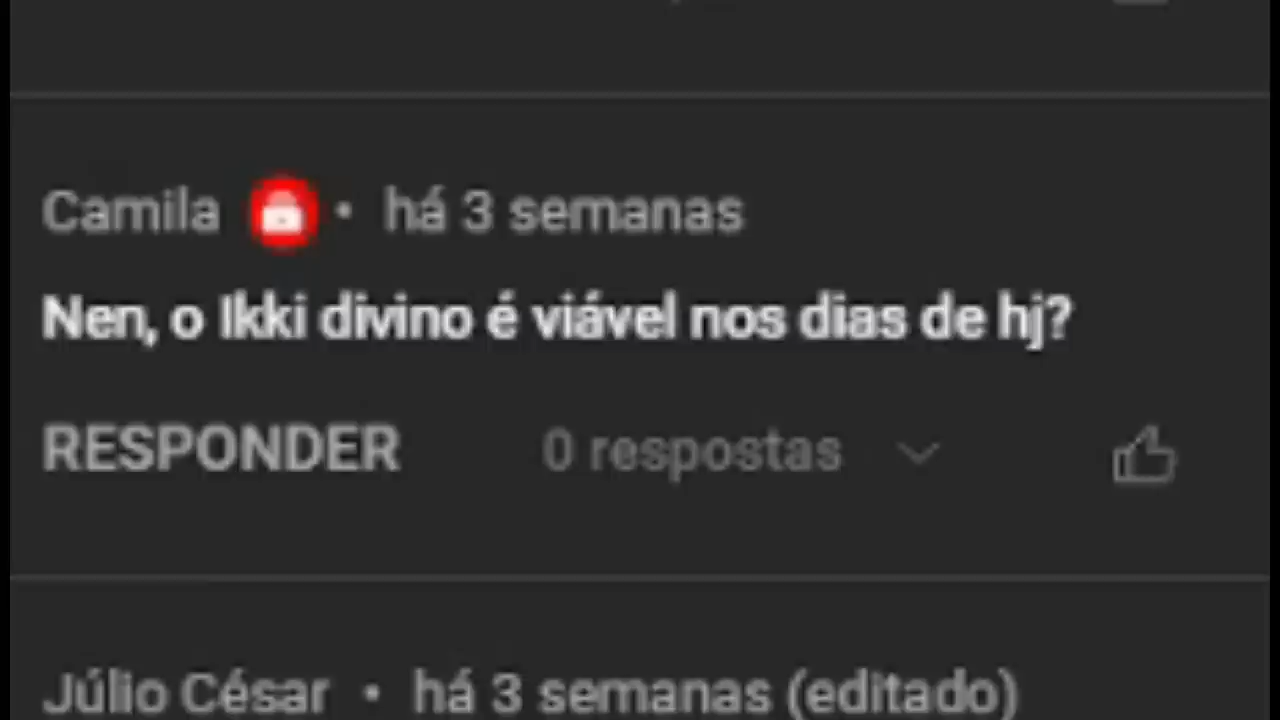 Camila • há 3 semanas
Nen, o Ikki divino é viável nos dias de hj?
RESPONDER 0 respostas
Júlio César • há 3 semanas (editado)